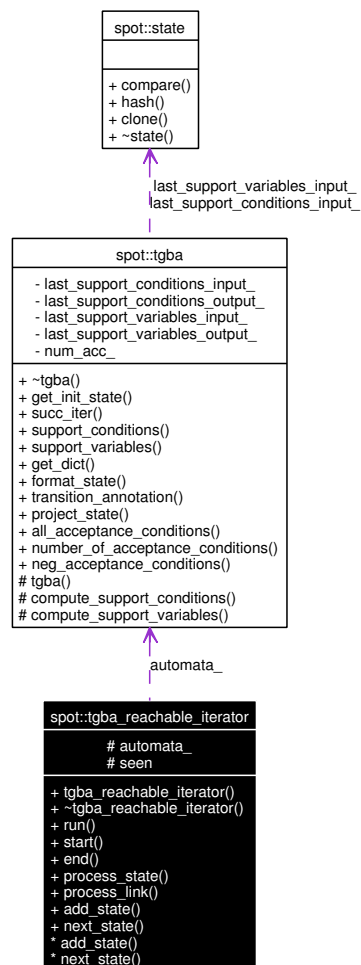 spot::state
+ compare()
+ hash()
+ clone()
+ ~state()
last_support_variables_input_
last_support_conditions_input_
spot::tgba
- last_support_conditions_input_
- last_support_conditions_output_
- last_support_variables_input_
- last_support_variables_output_
- num_acc_
+ ~tgba()
+ get_init_state()
+ succ_iter()
+ support_conditions()
+ support_variables()
+ get_dict()
+ format_state()
+ transition_annotation()
+ project_state()
+ all_acceptance_conditions()
+ number_of_acceptance_conditions()
+ neg_acceptance_conditions()
# tgba()
# compute_support_conditions()
# compute_support_variables()
automata_
spot::tgba_reachable_iterator
# automata_
# seen
+ tgba_reachable_iterator()
+ ~tgba_reachable_iterator()
+ run()
+ start()
+ end()
+ process_state()
+ process_link()
+ add_state()
+ next_state()
* add_state()
* next_state()